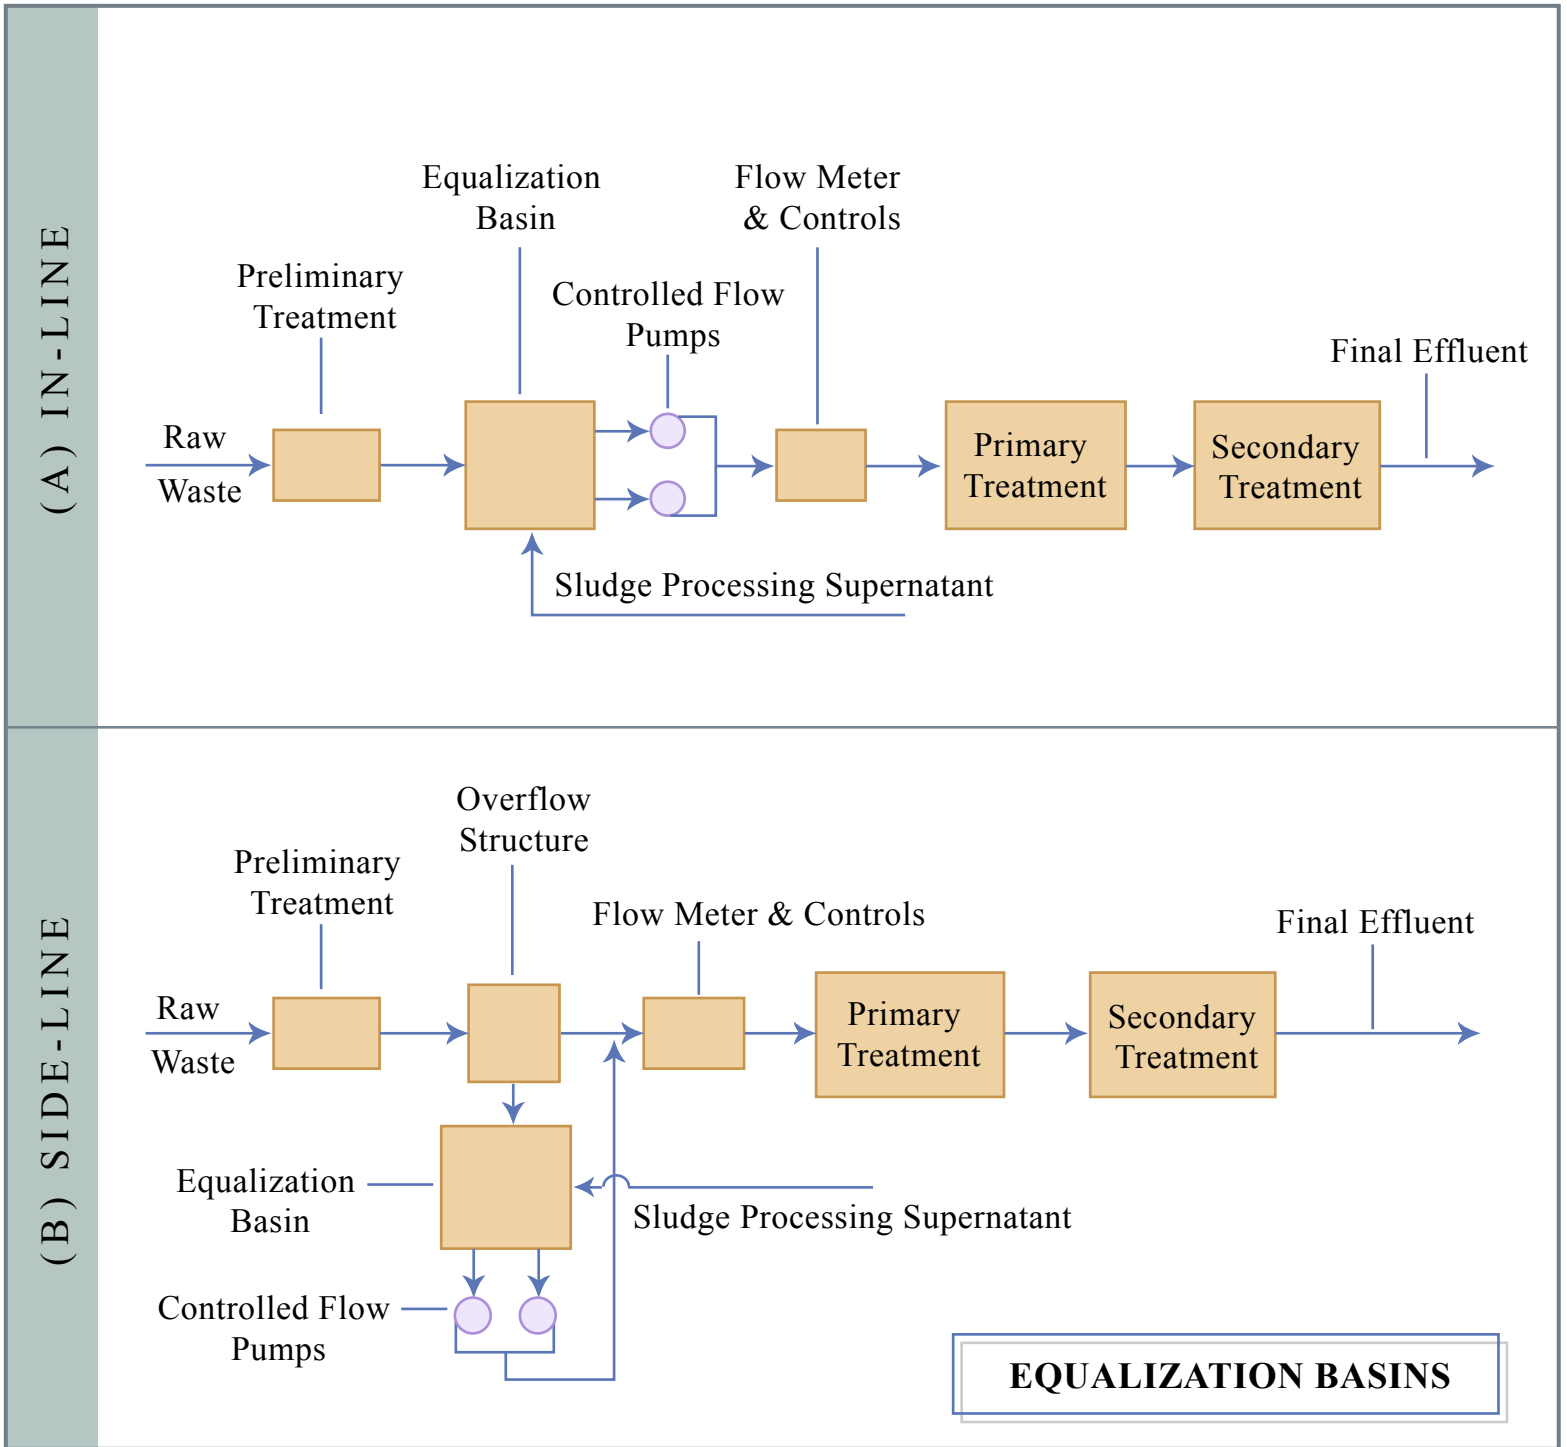 (A) IN-LINE
Equalization
Basin
Flow Meter
& Controls
Preliminary
Treatment
Controlled Flow
Pumps
Final Effluent
Raw
Waste
Primary
Treatment
Secondary
Treatment
Sludge Processing Supernatant
(B) SIDE-LINE
Overflow
Structure
Preliminary
Treatment
Flow Meter & Controls
Final Effluent
Raw
Waste
Primary
Treatment
Secondary
Treatment
Equalization
Basin
Sludge Processing Supernatant
Controlled Flow
Pumps
EQUALIZATION BASINS